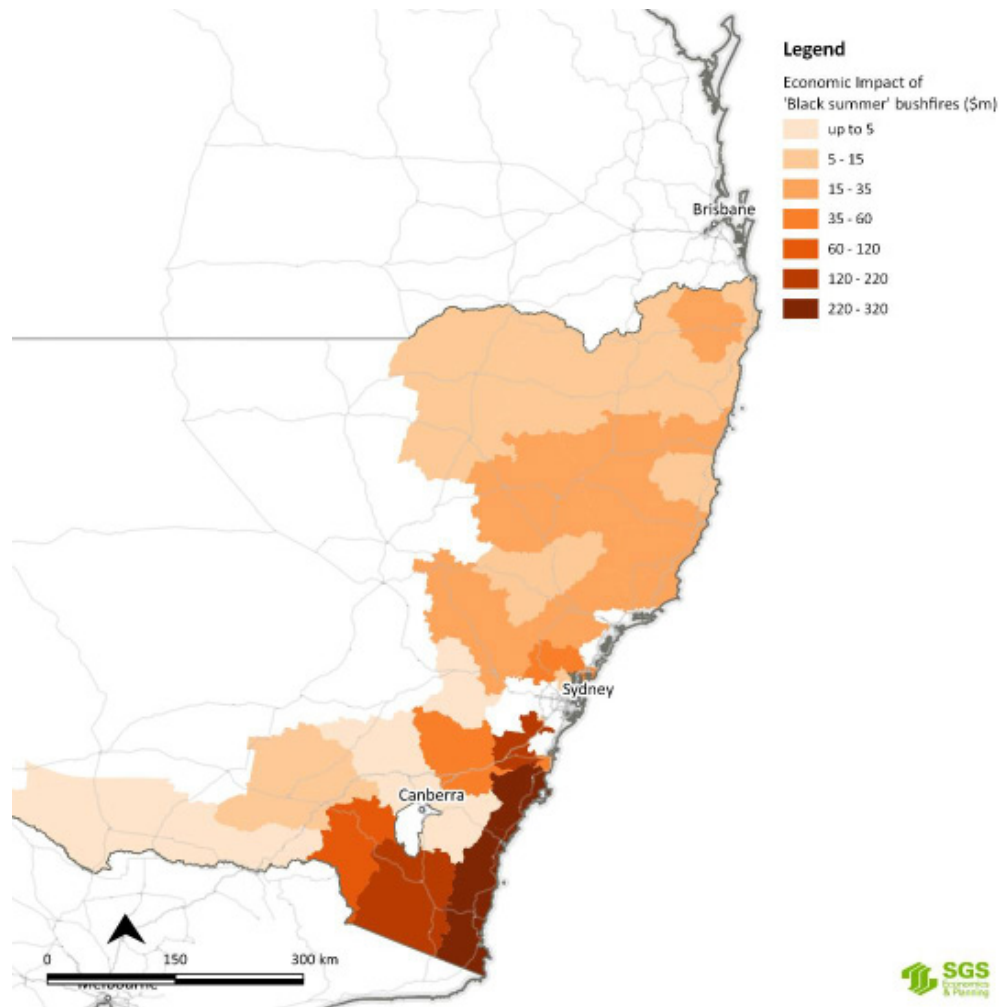 Legend
Economic Impact of
'Black summer' bushfires ($m)
up to 5
5 - 15
15 - 35
35 - 60
60 - 120
120 - 220
220 - 320
Brisbane
Sydney
Canberra
0 150 300 km
Melbourne
SGS
Economics
& Planning